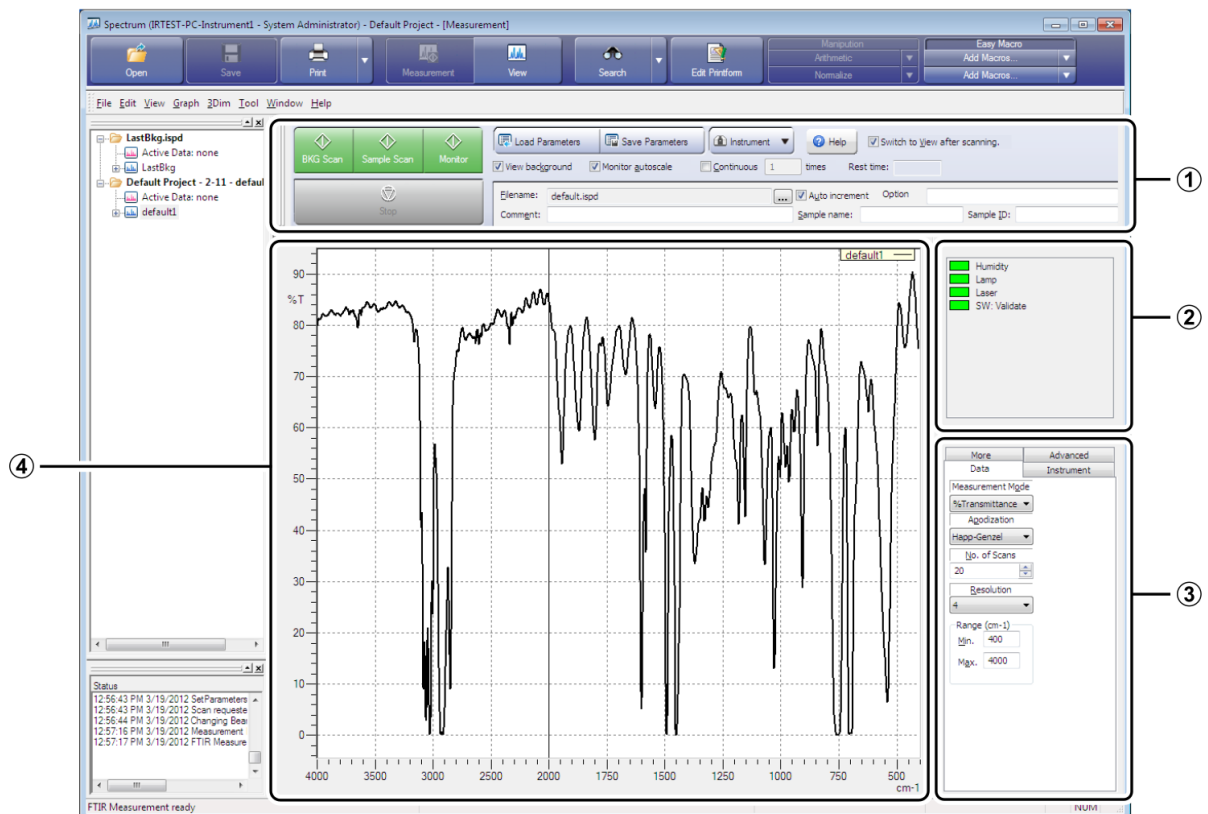 Spectrum (IRTEST-PC-Instrument1 - System Administrator) - Default Project - [Measurement]
Open Save Print Measurement View Search Edit Printform
Manipution
Arithmetic
Normalize
Easy Macro
Add Macros...
Add Macros...
File Edit View Graph 3Dim Tool Window Help
LastBkg.ispd
Active Data: none
LastBkg
Default Project - 2-11 - defaul
Active Data: none
default1
BKG Scan Sample Scan Monitor
Stop
Load Parameters Save Parameters Instrument Help Switch to View after scanning.
View background Monitor autoscale Continuous 1 times Rest time:
Filename: default.ispd ... Auto increment Option
Comment: Sample name: Sample ID:
1
default1
%T
90
80
70
60
50
40
30
20
10
0
4000 3500 3000 2500 2000 1750 1500 1250 1000 750 500
cm-1
4
Humidity
Lamp
Laser
SW: Validate
2
More Advanced
Data Instrument
Measurement Mode
%Transmittance
Apodization
Happ-Genzel
No. of Scans
20
Resolution
4
Range (cm-1)
Min. 400
Max. 4000
3
Status
12:56:43 PM 3/19/2012 SetParameters
12:56:43 PM 3/19/2012 Scan requeste
12:56:44 PM 3/19/2012 Changing Bea
12:57:16 PM 3/19/2012 Measurement
12:57:17 PM 3/19/2012 FTIR Measure
FTIR Measurement ready
NUM